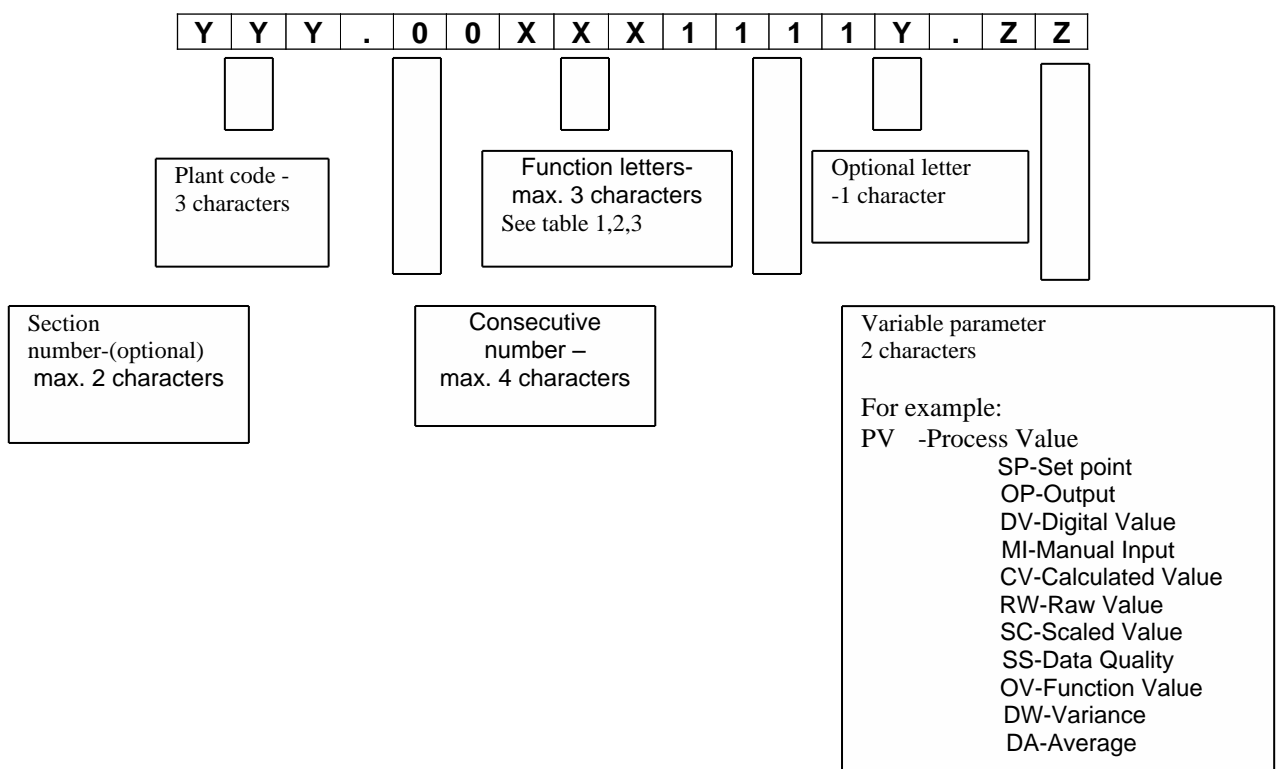 Y Y Y . 0 0 X X X 1 1 1 1 Y . Z Z
Plant code -
3 characters
Function letters-
max. 3 characters
See table 1,2,3
Optional letter
-1 character
Section
number-(optional)
max. 2 characters
Consecutive
number –
max. 4 characters
Variable parameter
2 characters
For example:
PV -Process Value
SP-Set point
OP-Output
DV-Digital Value
MI-Manual Input
CV-Calculated Value
RW-Raw Value
SC-Scaled Value
SS-Data Quality
OV-Function Value
DW-Variance
DA-Average